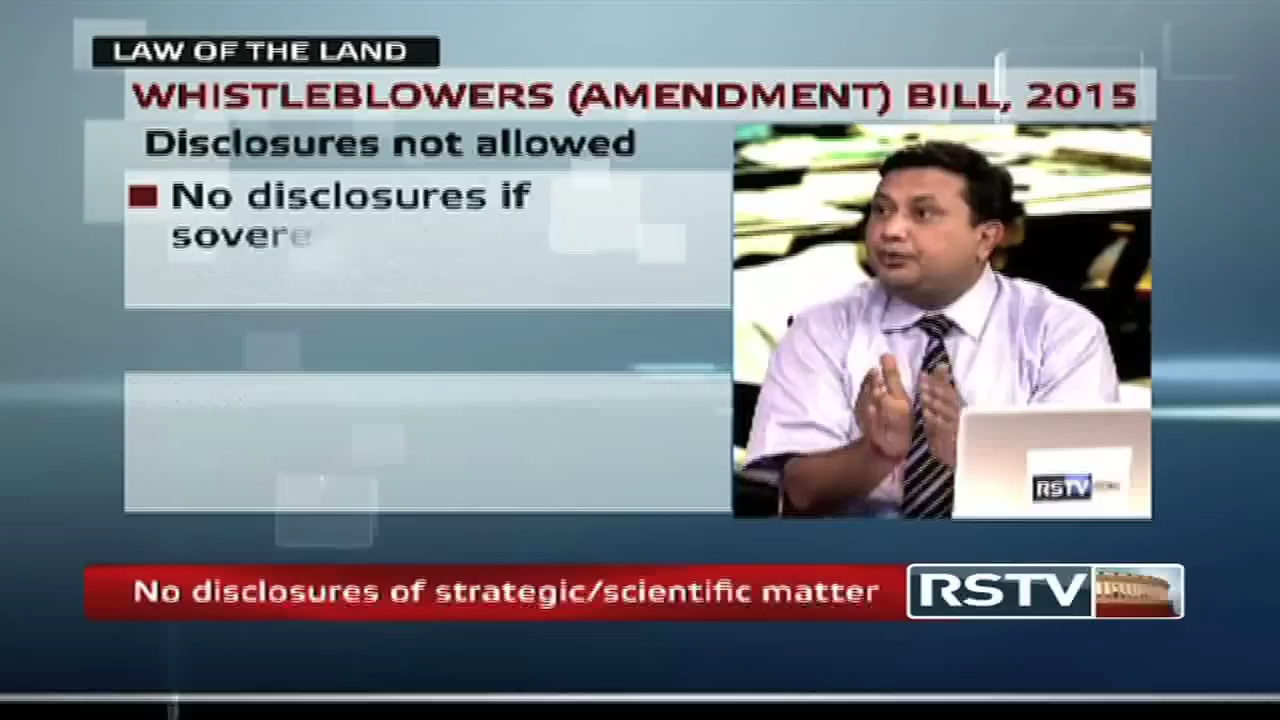 LAW OF THE LAND
WHISTLEBLOWERS (AMENDMENT) BILL, 2015
Disclosures not allowed
No disclosures if
sovere
RSTV
No disclosures of strategic/scientific matter
RSTV